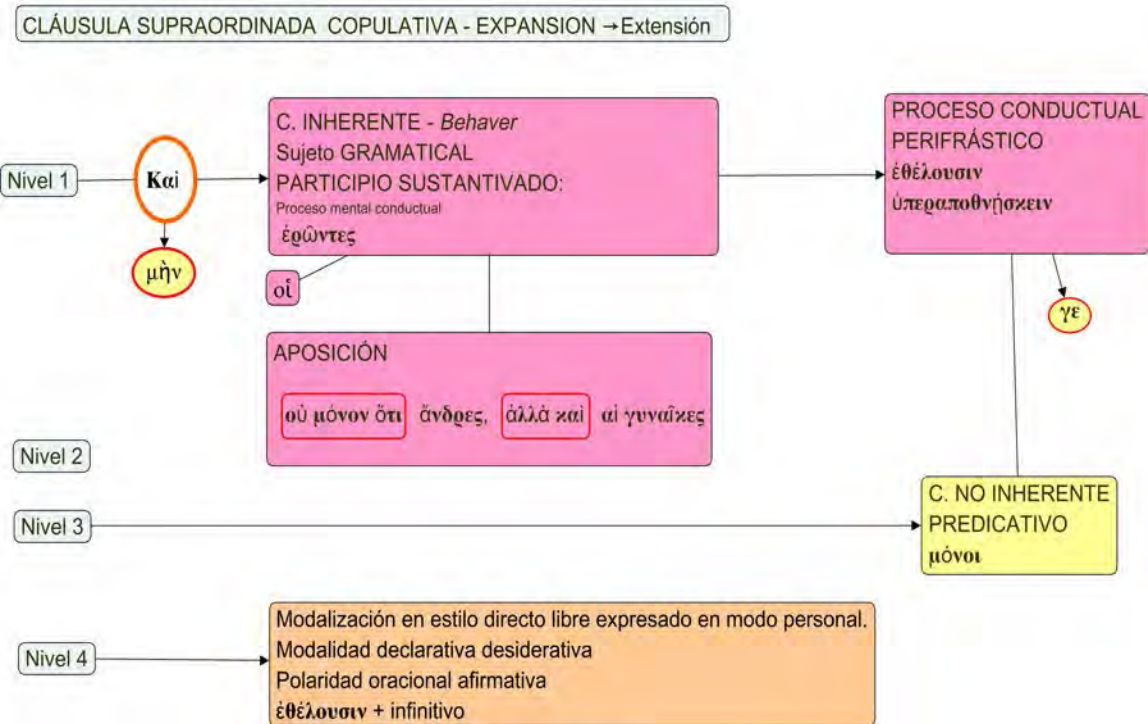 CLÁUSULA SUPRAORDINADA COPULATIVA - EXPANSION →Extensión
Nivel 1
Καὶ
μὴν
C. INHERENTE - Behaver
Sujeto GRAMATICAL
PARTICIPIO SUSTANTIVADO:
Proceso mental conductual
ἐρῶντες
οἱ
PROCESO CONDUCTUAL
PERIFRÁSTICO
ἐθέλουσιν
ὑπεραποθνῄσκειν
γε
APOSICIÓN
οὐ μόνον ὅτι ἄνδρες, ἀλλὰ καὶ αἱ γυναῖκες
Nivel 2
Nivel 3
C. NO INHERENTE
PREDICATIVO
μόνοι
Nivel 4
Modalización en estilo directo libre expresado en modo personal.
Modalidad declarativa desiderativa
Polaridad oracional afirmativa
ἐθέλουσιν + infinitivo